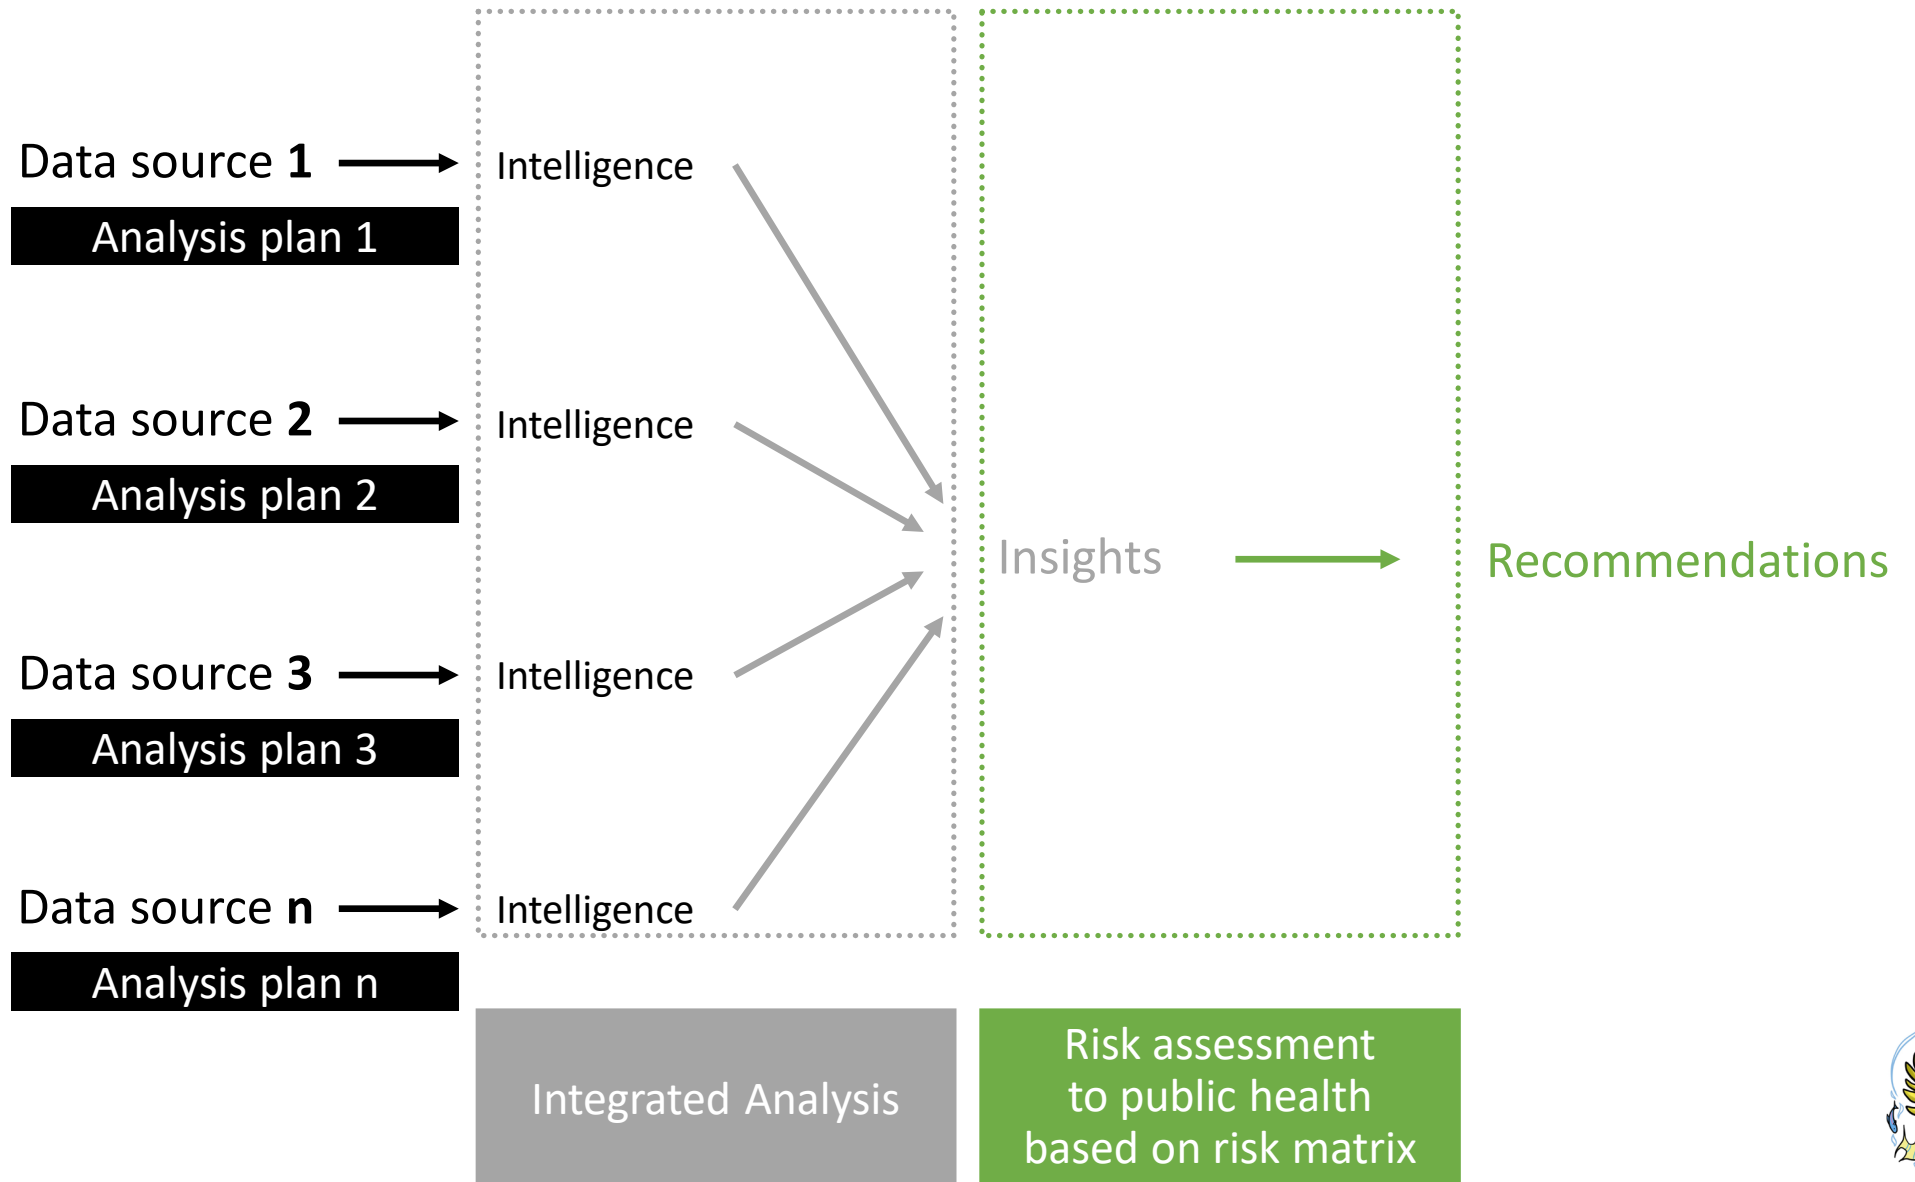 Data source 1
Intelligence
Analysis plan 1
Data source 2
Intelligence
Analysis plan 2
Insights
Recommendations
Data source 3
Intelligence
Analysis plan 3
Data source n
Intelligence
Analysis plan n
Integrated Analysis
Risk assessment
to public health
based on risk matrix